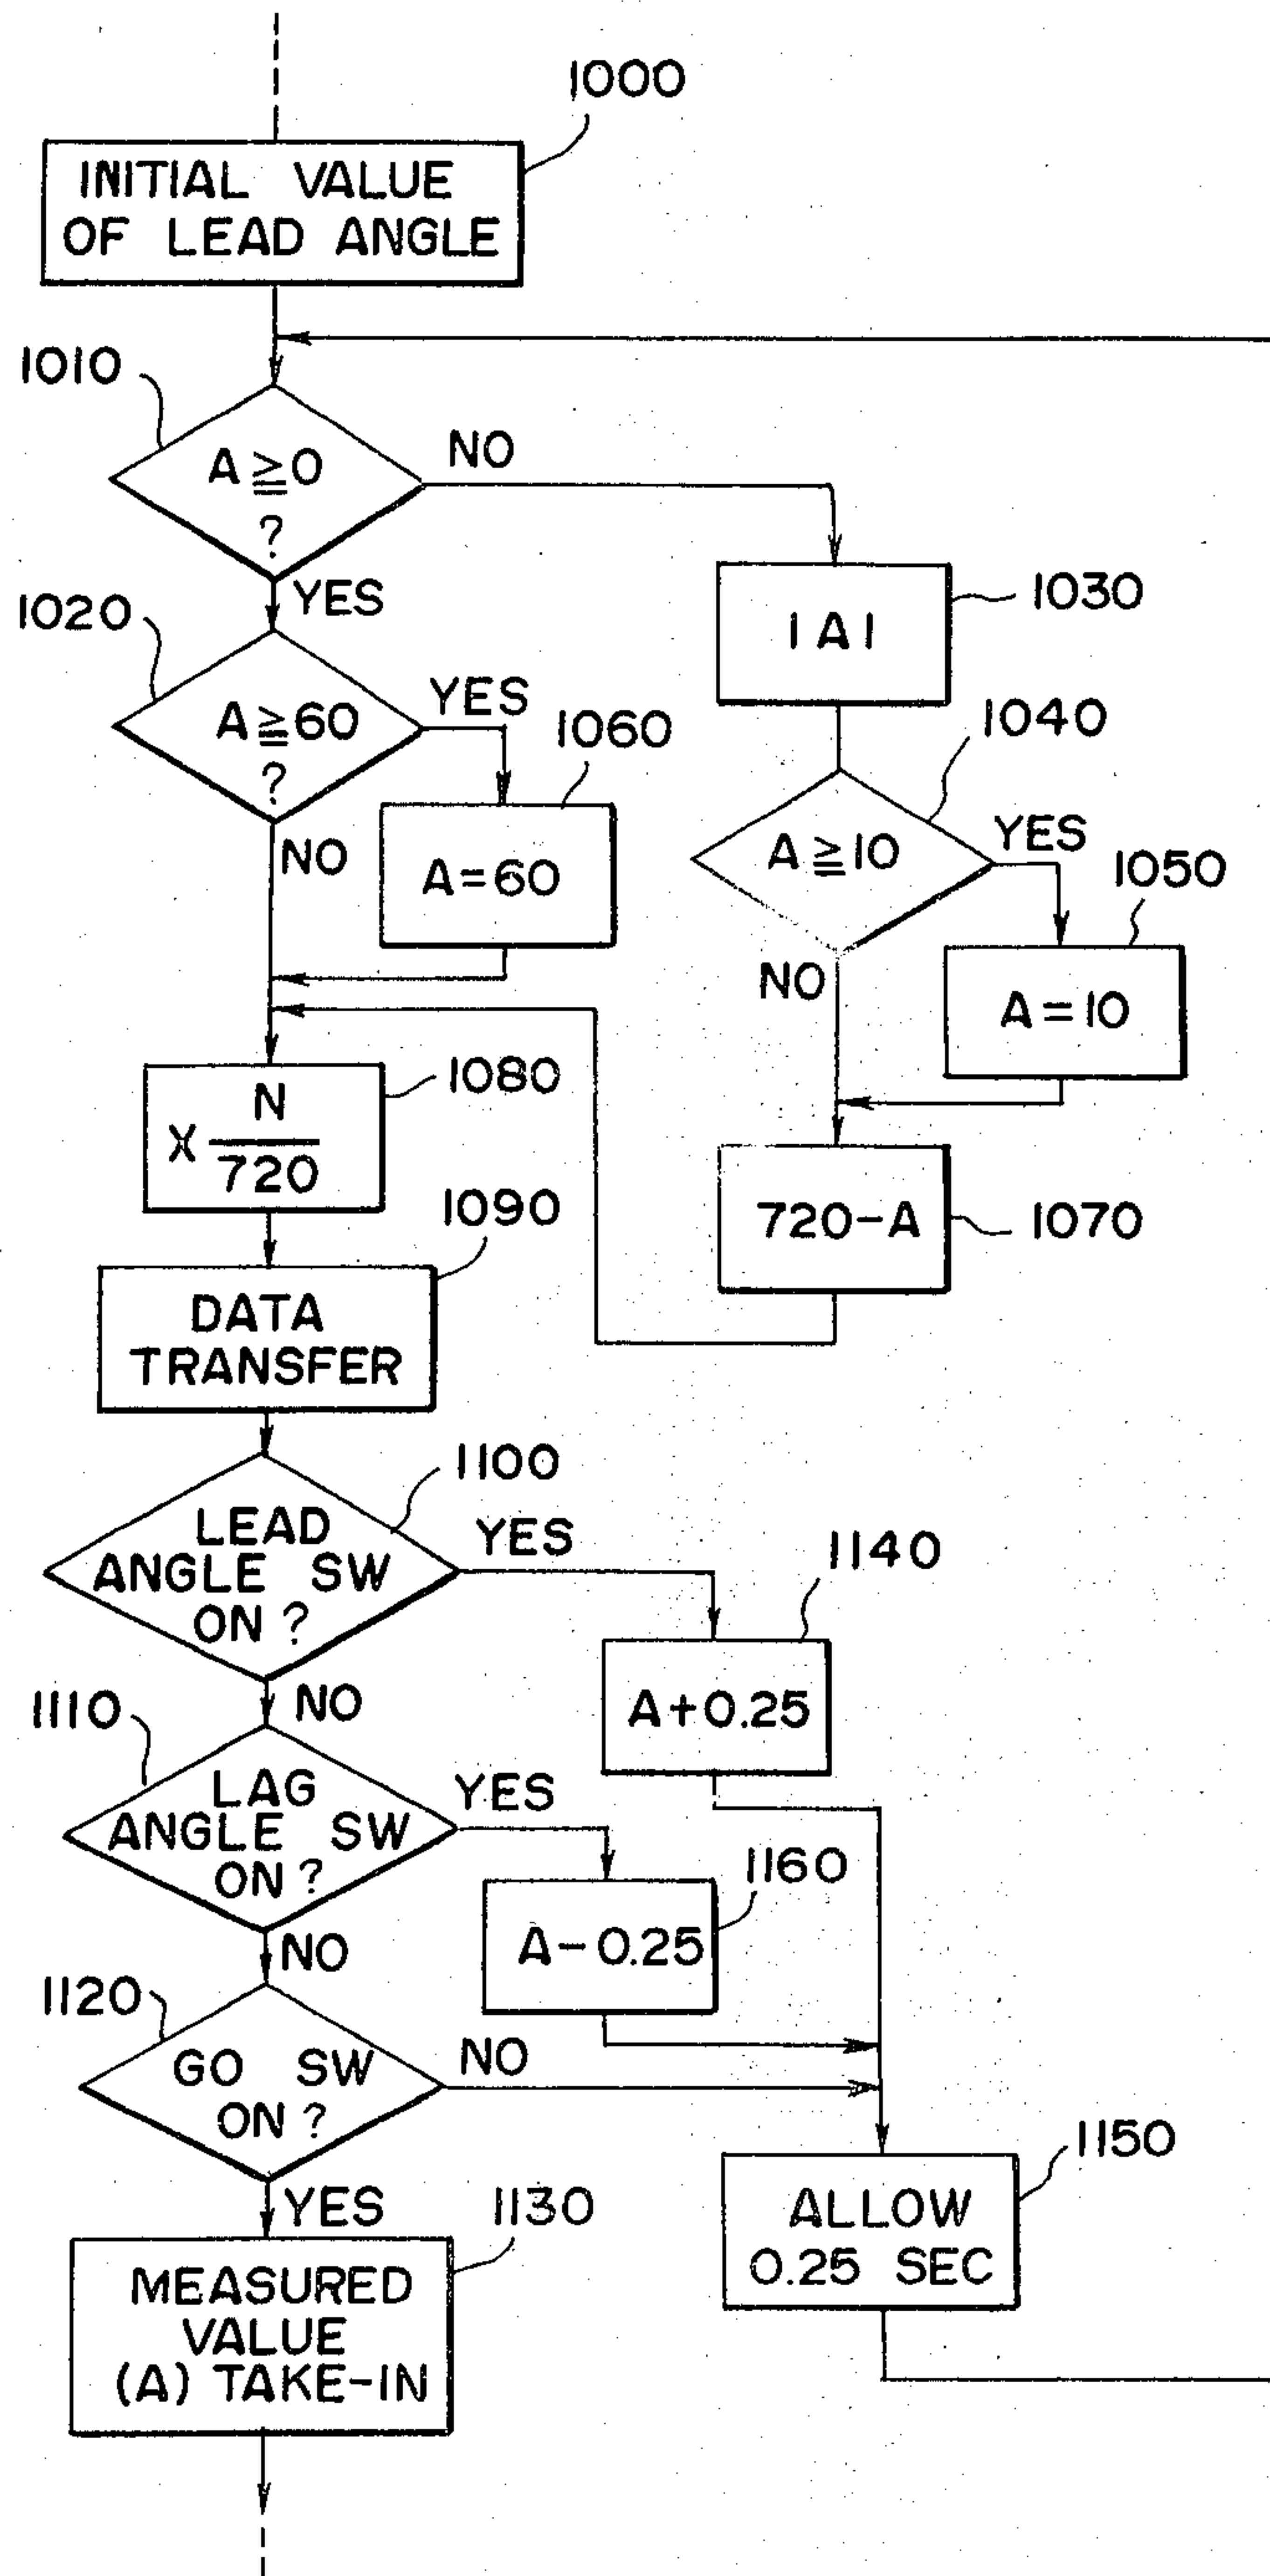 1000
INITIAL VALUE
OF LEAD ANGLE
1010
A ≧ 0
?
NO
YES
1020
A ≧ 60
?
YES
NO
1060
A = 60
1030
|A|
1040
A ≧ 10
YES
NO
1050
A = 10
1070
720-A
1080
X N
720
1090
DATA
TRANSFER
1100
LEAD
ANGLE SW
ON ?
YES
NO
1140
A+0.25
1110
LAG
ANGLE SW
ON ?
YES
NO
1160
A-0.25
1120
GO SW
ON ?
NO
YES
1150
ALLOW
0.25 SEC
1130
MEASURED
VALUE
(A) TAKE-IN